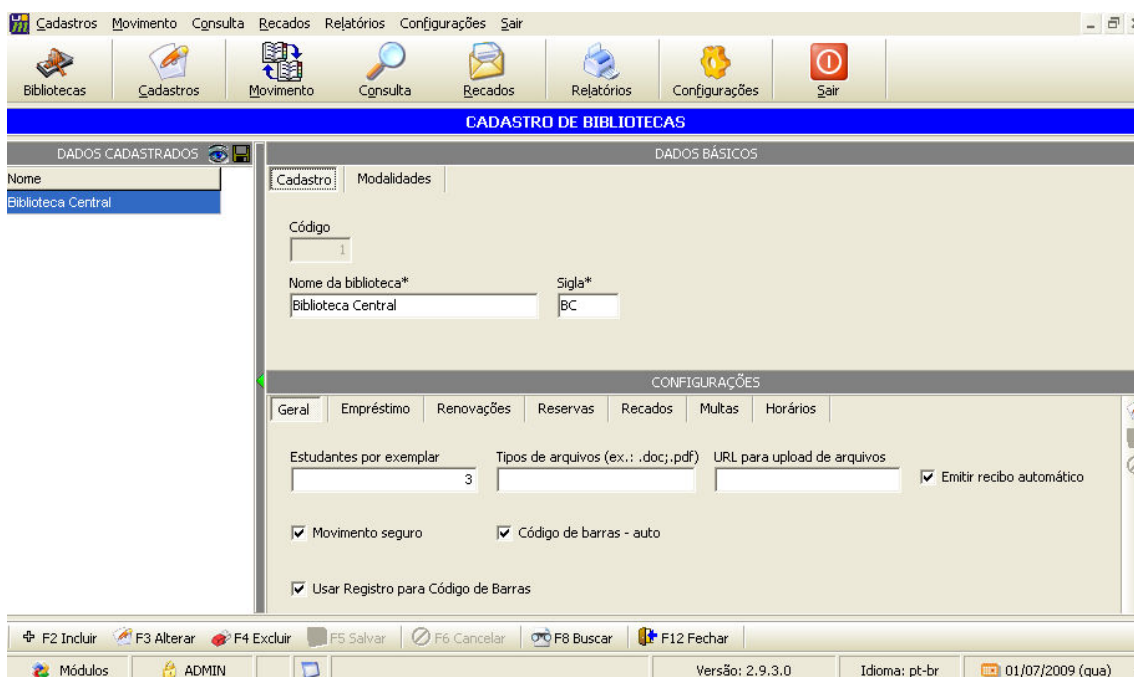 Cadastros Movimento Consulta Recados Relatórios Configurações Sair
Bibliotecas Cadastros Movimento Consulta Recados Relatórios Configurações Sair
CADASTRO DE BIBLIOTECAS
DADOS CADASTRADOS DADOS BÁSICOS
Nome
Biblioteca Central
Cadastro Modalidades
Código
1
Nome da biblioteca* Sigla*
Biblioteca Central BC
CONFIGURAÇÕES
Geral Empréstimo Renovações Reservas Recados Multas Horários
Estudantes por exemplar Tipos de arquivos (ex.: .doc;.pdf) URL para upload de arquivos
3 Emitir recibo automático
Movimento seguro Código de barras - auto
Usar Registro para Código de Barras
F2 Incluir F3 Alterar F4 Excluir F5 Salvar F6 Cancelar F8 Buscar F12 Fechar
Módulos ADMIN Versão: 2.9.3.0 Idioma: pt-br 01/07/2009 (qua)